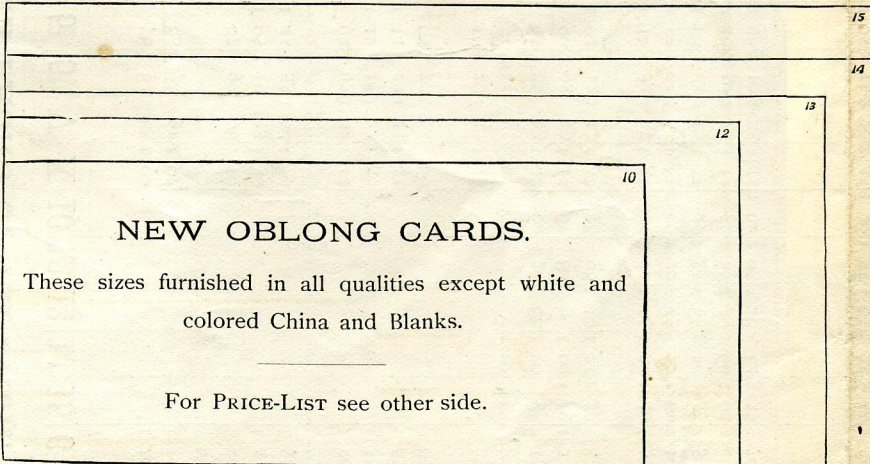 15
14
13
12
10
NEW OBLONG CARDS.
These sizes furnished in all qualities except white and
colored China and Blanks.
For PRICE-LIST see other side.